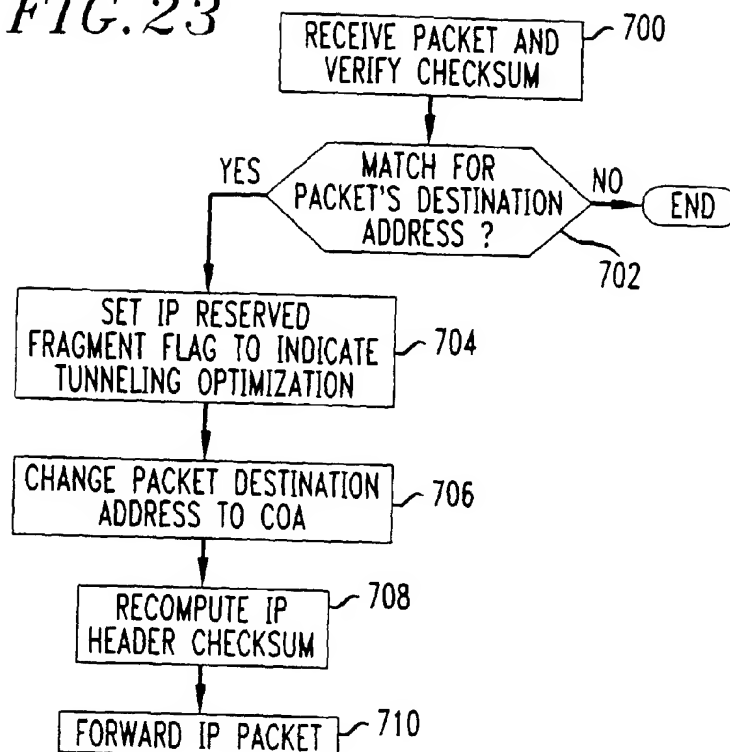 FIG.23
RECEIVE PACKET AND
VERIFY CHECKSUM
700
YES
MATCH FOR
PACKET'S DESTINATION
ADDRESS ?
NO
END
702
SET IP RESERVED
FRAGMENT FLAG TO INDICATE
TUNNELING OPTIMIZATION
704
CHANGE PACKET DESTINATION
ADDRESS TO COA
706
RECOMPUTE IP
HEADER CHECKSUM
708
FORWARD IP PACKET
710